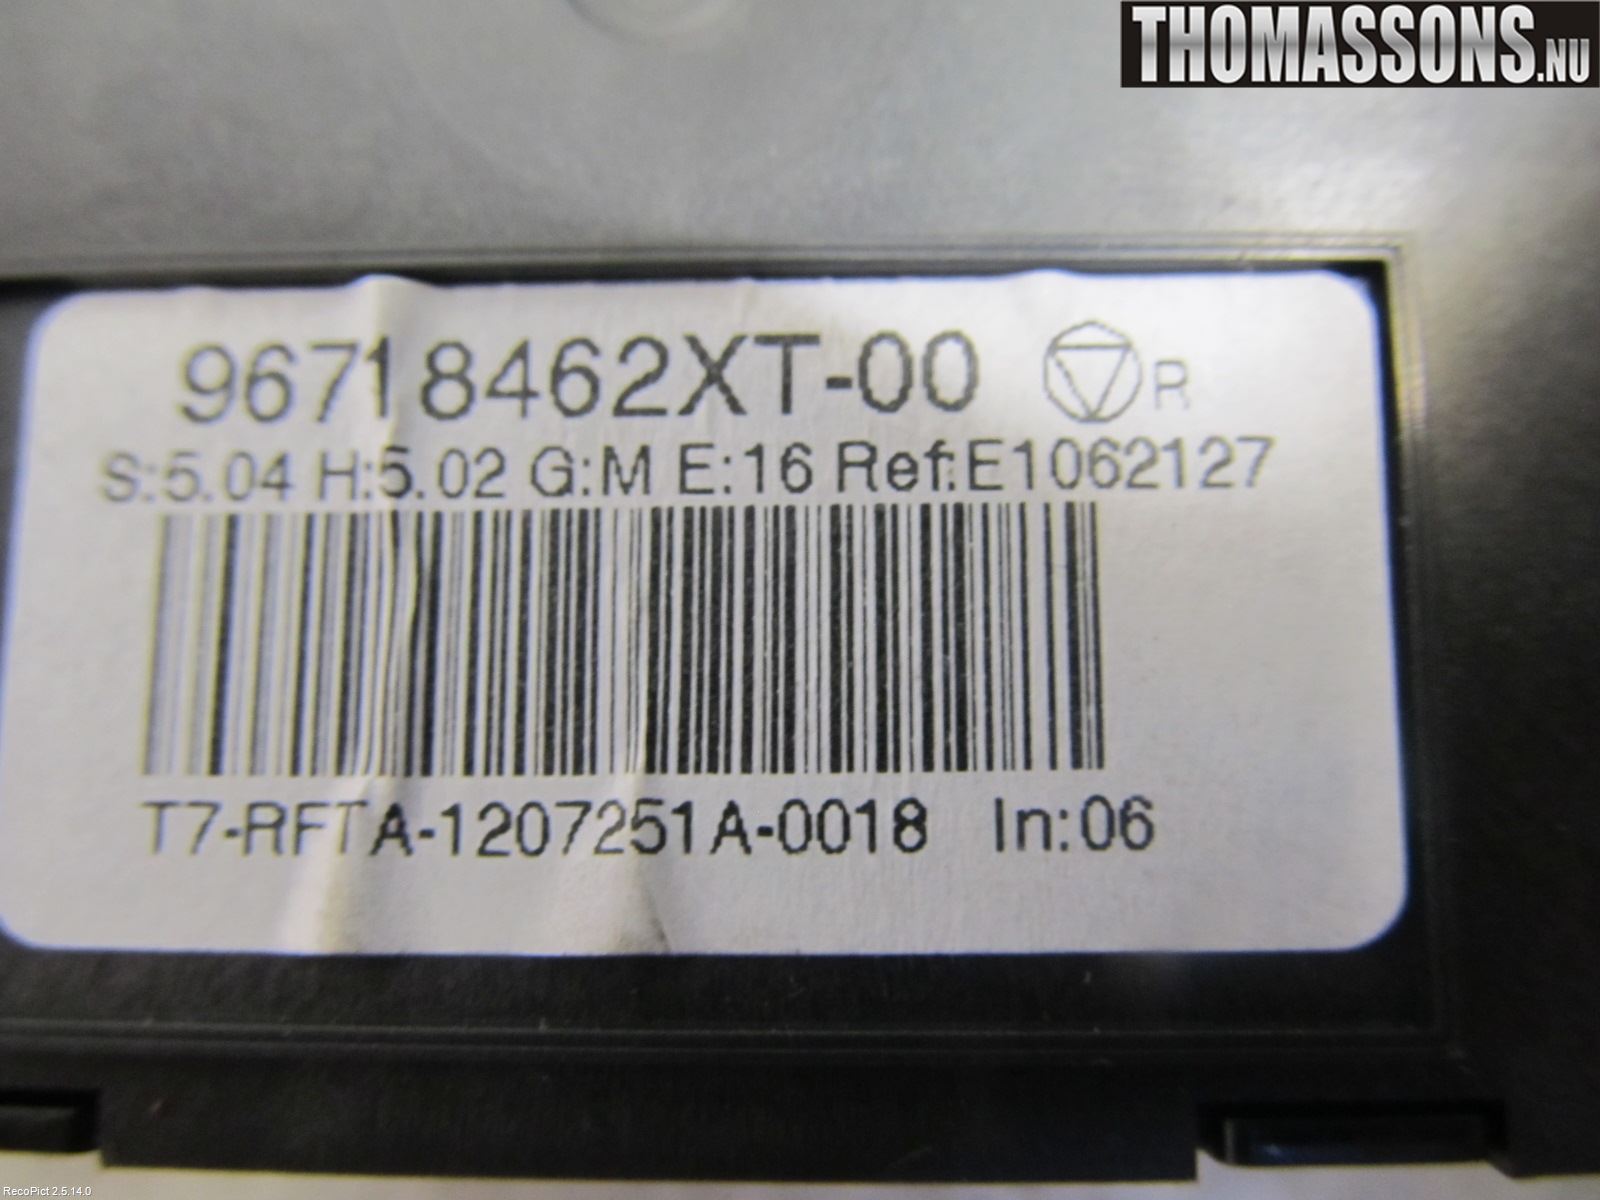 THOMASSONS.NU
96718462XT-00 R
S:5.04 H:5.02 G:M E:16 Ref:E1062127
T7-RFTA-1207251A-0018 In:06
RecoPict 2.5.14.0